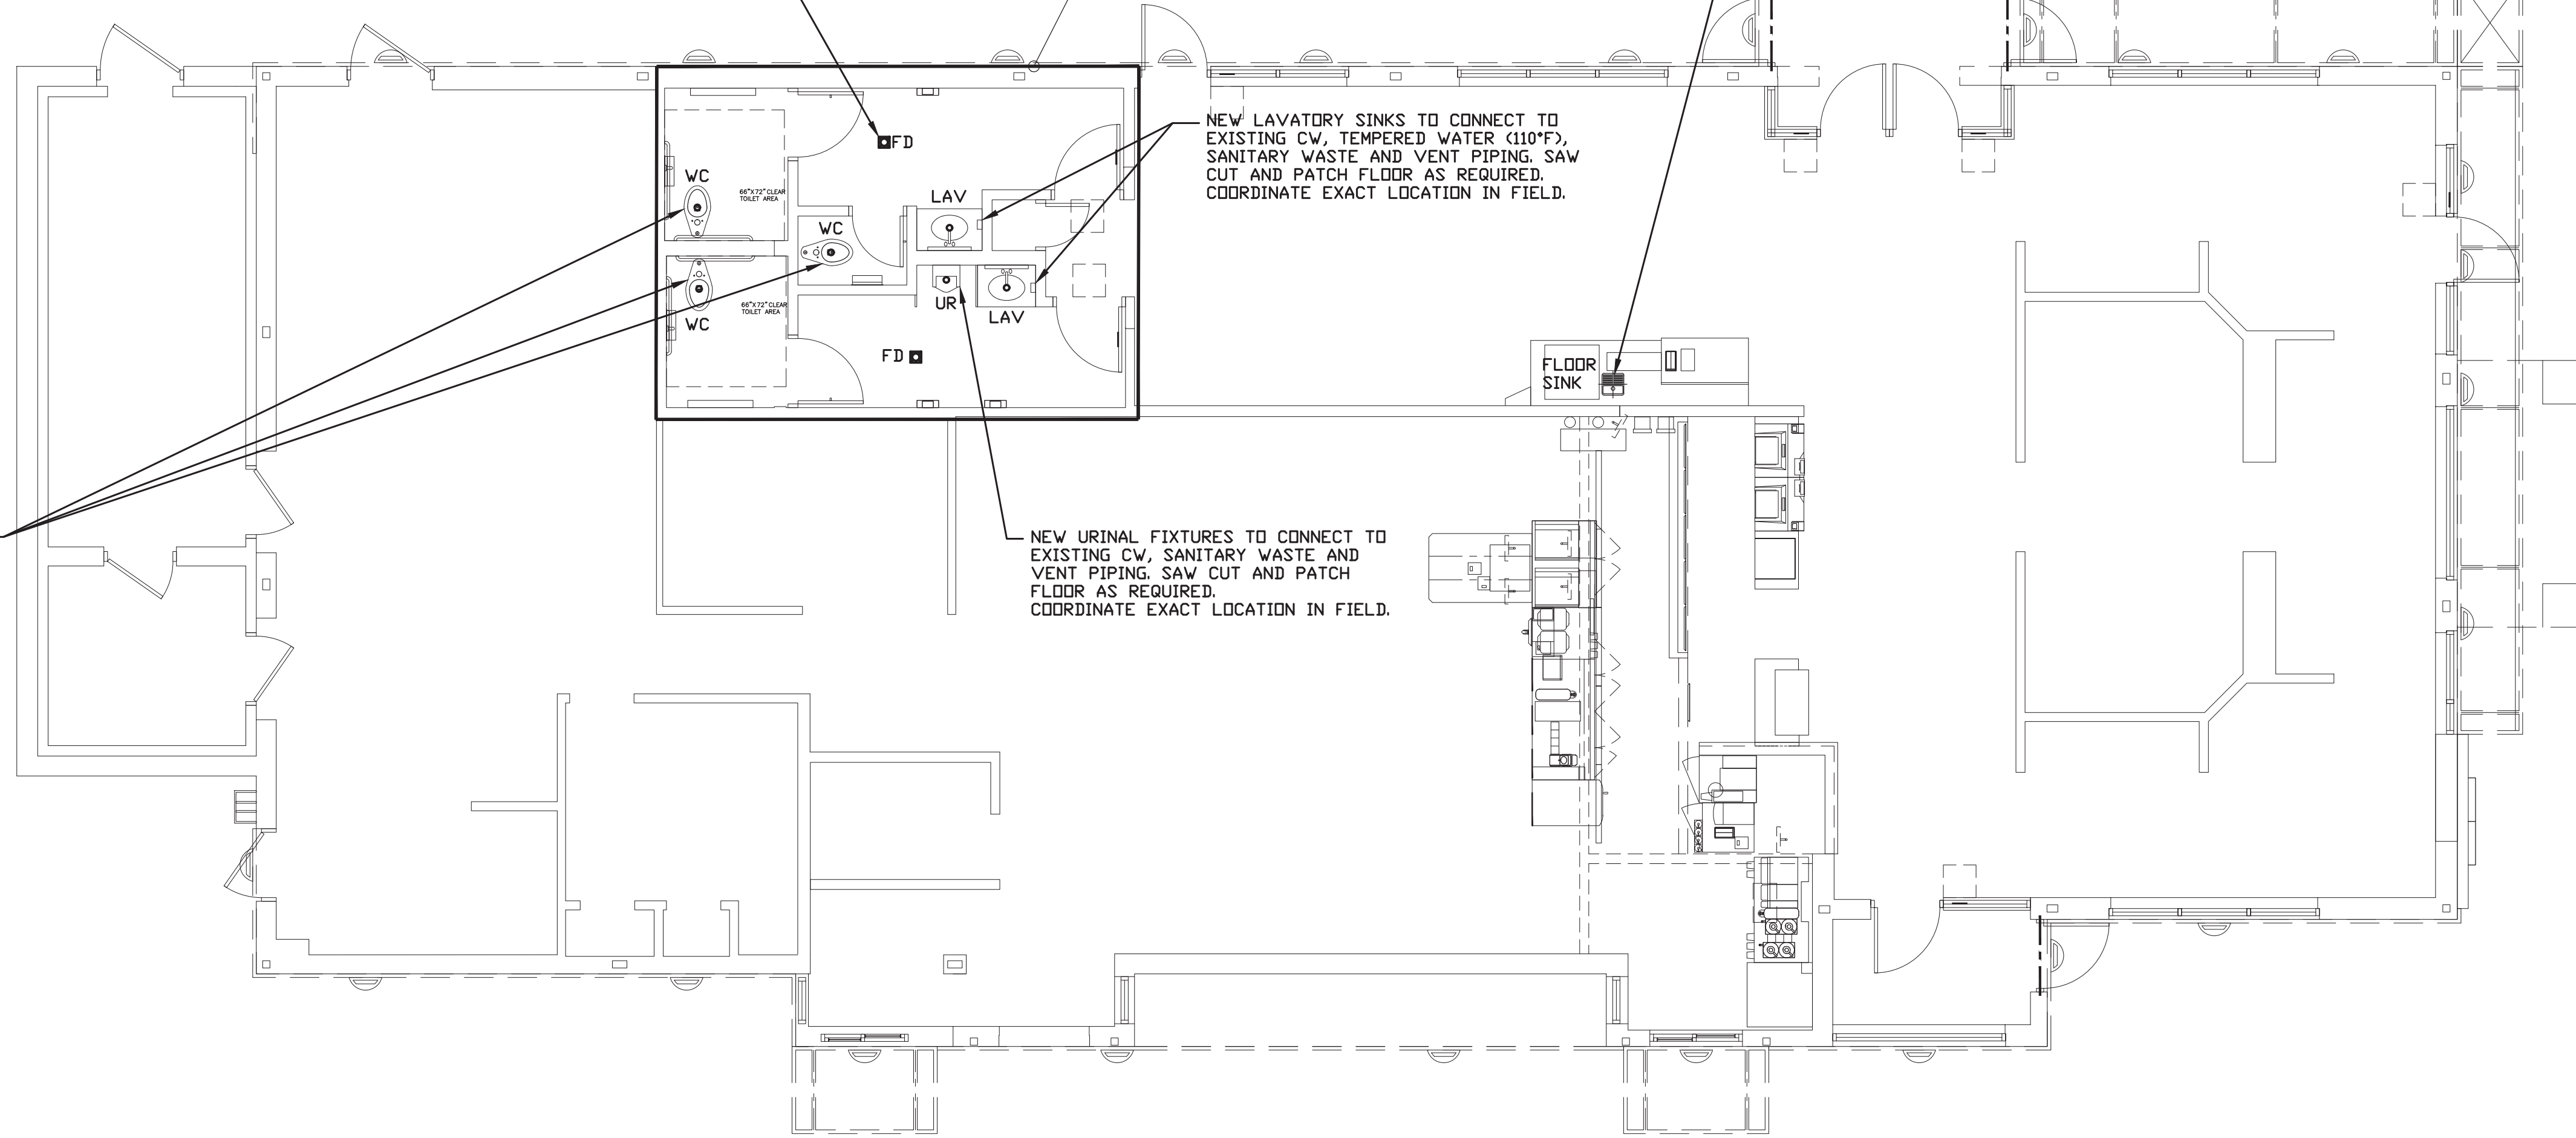 NEW LAVATORY SINKS TO CONNECT TO
EXISTING CW, TEMPERED WATER (110°F),
SANITARY WASTE AND VENT PIPING. SAW
CUT AND PATCH FLOOR AS REQUIRED.
COORDINATE EXACT LOCATION IN FIELD.
FD
WC
66"X72" CLEAR
TOILET AREA
LAV
WC
UR
LAV
66"X72" CLEAR
TOILET AREA
WC
FD
FLOOR
SINK
NEW URINAL FIXTURES TO CONNECT TO
EXISTING CW, SANITARY WASTE AND
VENT PIPING. SAW CUT AND PATCH
FLOOR AS REQUIRED.
COORDINATE EXACT LOCATION IN FIELD.